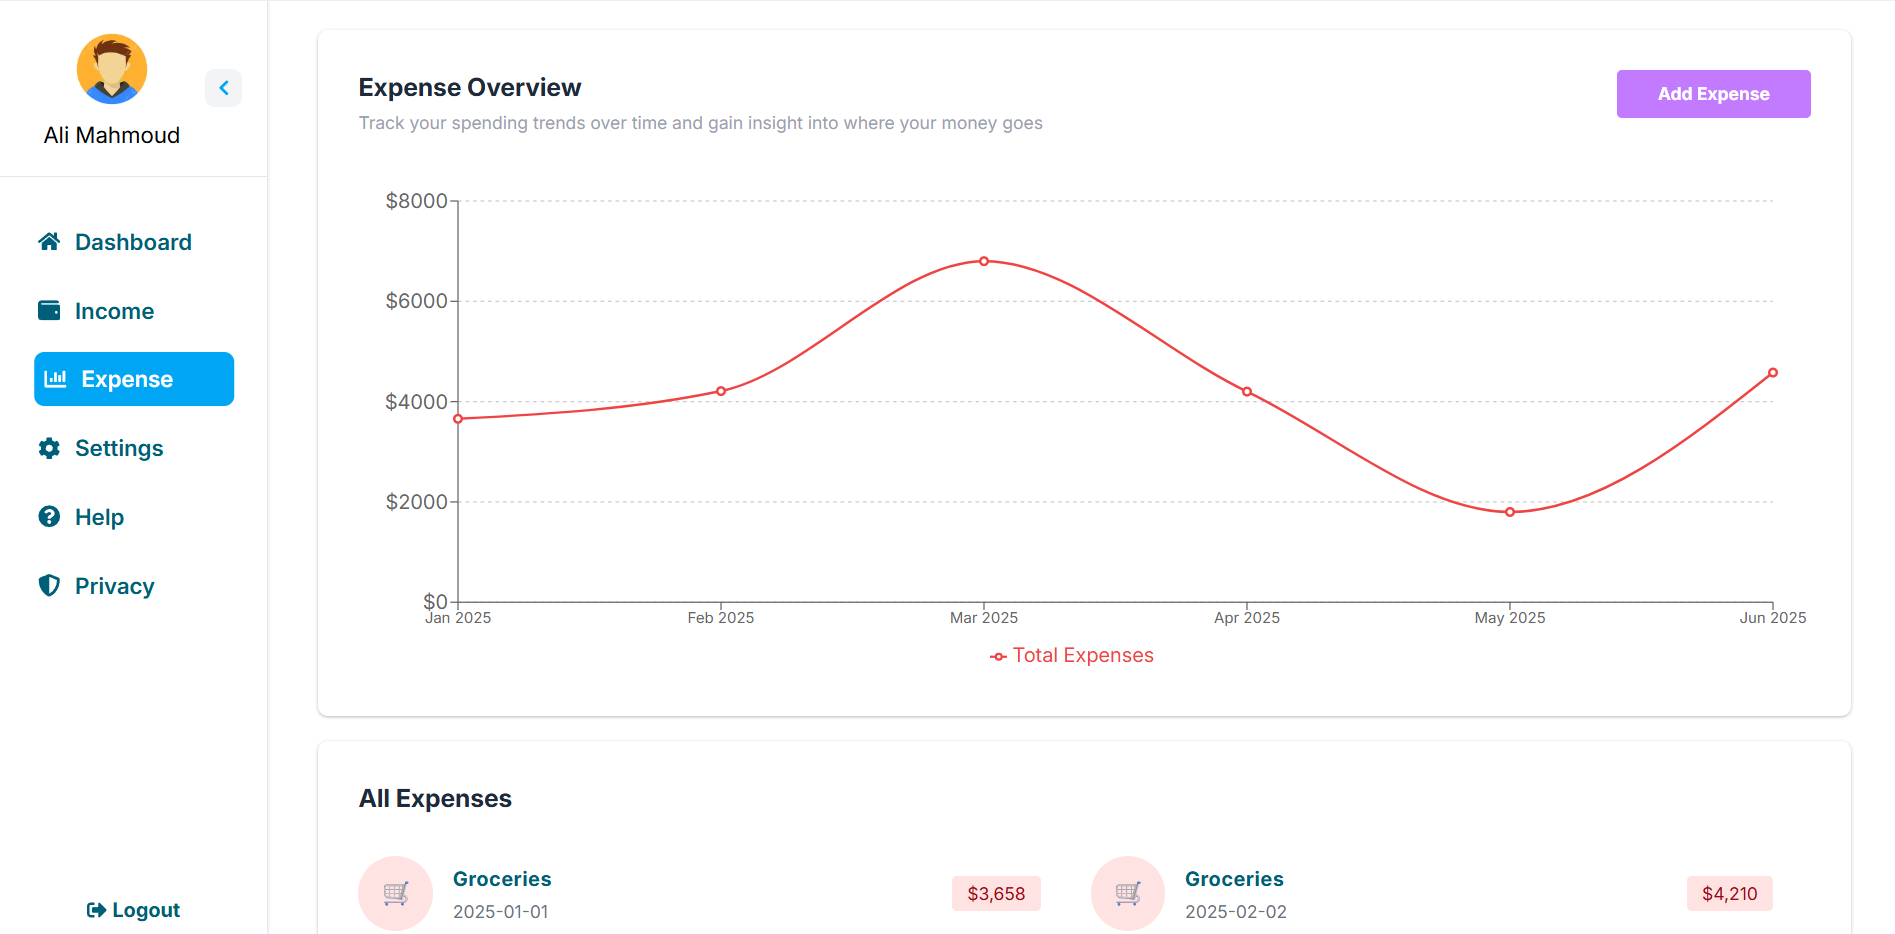 Ali Mahmoud
Dashboard
Income
Expense
Settings
Help
Privacy
Logout
Expense Overview
Track your spending trends over time and gain insight into where your money goes
Add Expense
$8000
$6000
$4000
$2000
$0
Jan 2025 Feb 2025 Mar 2025 Apr 2025 May 2025 Jun 2025
Total Expenses
All Expenses
Groceries
2025-01-01
$3,658
Groceries
2025-02-02
$4,210